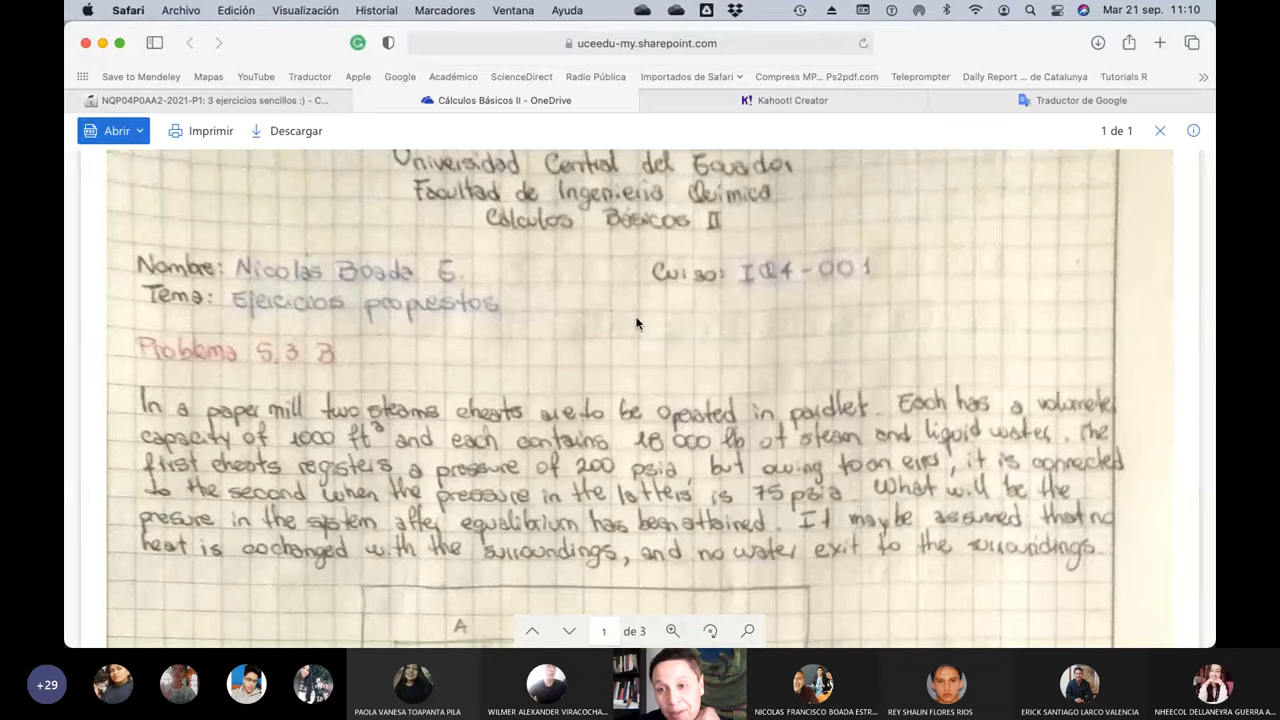 Safari Archivo Edición Visualización Historial Marcadores Ventana Ayuda Mar 21 sep. 11:10
uceedu-my.sharepoint.com
Save to Mendeley Mapas YouTube Traductor Apple Google Académico ScienceDirect Radio Pública Importados de Safari Compress MP... Ps2pdf.com Teleprompter Daily Report ... de Catalunya Tutorials R
NQP04P0AA2-2021-P1: 3 ejercicios sencillos :) - C... Cálculos Básicos II - OneDrive K! Kahoot! Creator Traductor de Google
Abrir Imprimir Descargar 1 de 1
Universidad Central del Ecuador
Facultad de Ingenieria Química
Cálculos Básicos II
Nombre: Nicolás Boada E. Curso: IQ4-001
Tema: Ejercicios propuestos
Problema 5.3 B
In a paper mill two steams cheats are to be operated in parallel. Each has a volumetric
capacity of 1000 ft³ and each contains 18 000 lb of steam and liquid water. The
first cheats registers a pressure of 200 psia, but owing to an error, it is connected
to the second when the pressure in the latters is 75 psia. What will be the
presure in the system after equalibrium has been attained. It may be assumed that no
heat is exchanged with the surroundings, and no water exit to the surroundings
A
1 de 3
+29
PAOLA VANESA TOAPANTA PILA WILMER ALEXANDER VIRACOCHA... NICOLAS FRANCISCO BOADA ESTR... REY SHALIN FLORES RIOS ERICK SANTIAGO LARCO VALENCIA NHEECOL DELLANEYRA GUERRA A...